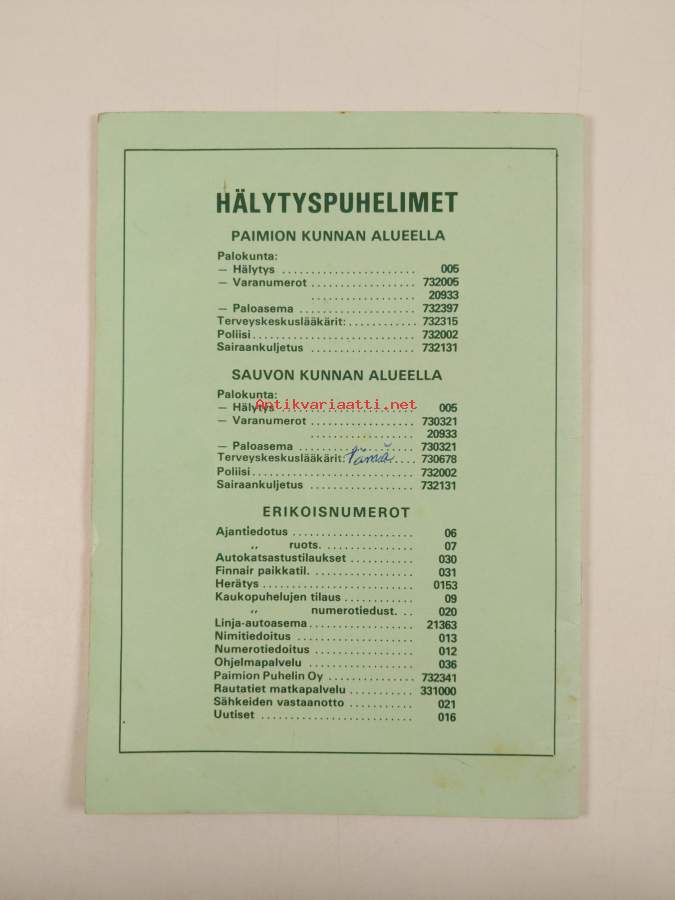 HÄLYTYSPUHELIMET
PAIMION KUNNAN ALUEELLA
Palokunta:
— Hälytys ....................... 005
— Varanumerot .................. 732005
.................. 20933
— Paloasema .................... 732397
Terveyskeskuslääkärit:............ 732315
Poliisi............................ 732002
Sairaankuljetus .................. 732131
SAUVON KUNNAN ALUEELLA
Palokunta:
— Hälytys ....................... 005
Antikvariaatti.net
— Varanumerot .................. 730321
.................. 20933
— Paloasema .................... 730321
Terveyskeskuslääkärit: .... 730678
Poliisi............................ 732002
Sairaankuljetus .................. 732131
ERIKOISNUMEROT
Ajantiedotus ..................... 06
„ ruots. ............... 07
Autokatsastustilaukset ........... 030
Finnair paikkatil. .................. 031
Herätys .......................... 0153
Kaukopuhelujen tilaus ............ 09
„ numerotiedust. .. 020
Linja-autoasema .................. 21363
Nimitiedoitus ..................... 013
Numerotiedoitus .................. 012
Ohjelmapalvelu .................. 036
Paimion Puhelin Oy ............... 732341
Rautatiet matkapalvelu ........... 331000
Sähkeiden vastaanotto ........... 021
Uutiset .......................... 016